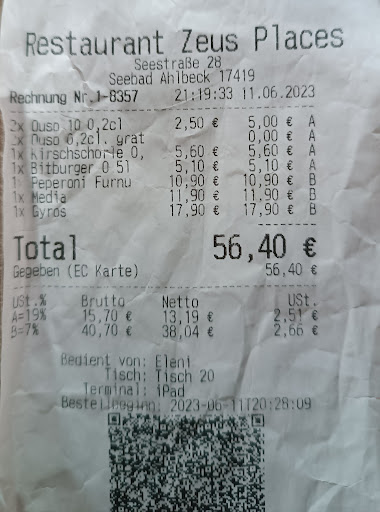 Restaurant Zeus Places
Seestraße 28
Seebad Ahlbeck 17419
Rechnung Nr.1-6357 21:19:33 11.06.2023
2x Ouso 10 0,2cl 2,50 € 5,00 € A
2x Ouso 0,2cl. grat 0,00 € A
1x Kirschschorle 0, 5,60 € 5,60 € A
1x Bitburger 0 51 5,10 € 5,10 € A
1x Peperoni Furnu 10,90 € 10,90 € B
1x Media 11,90 € 11,90 € B
1x Gyros 17,90 € 17,90 € B
Total 56,40 €
Gegeben (EC Karte) 56,40 €
USt.% Brutto Netto USt.
A=19% 15,70 € 13,19 € 2,51 €
B=7% 40,70 € 38,04 € 2,66 €
Bedient von: Eleni
Tisch: Tisch 20
Terminal: iPad
Bestellbeginn: 2023-06-11T20:28:09